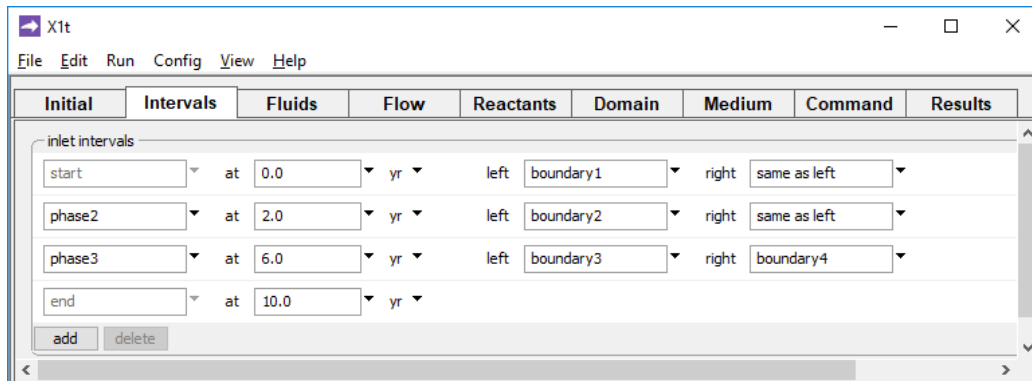 X1t
File Edit Run Config View Help
Initial Intervals Fluids Flow Reactants Domain Medium Command Results
inlet intervals
start at 0.0 yr left boundary1 right same as left
phase2 at 2.0 yr left boundary2 right same as left
phase3 at 6.0 yr left boundary3 right boundary4
end at 10.0 yr
add delete